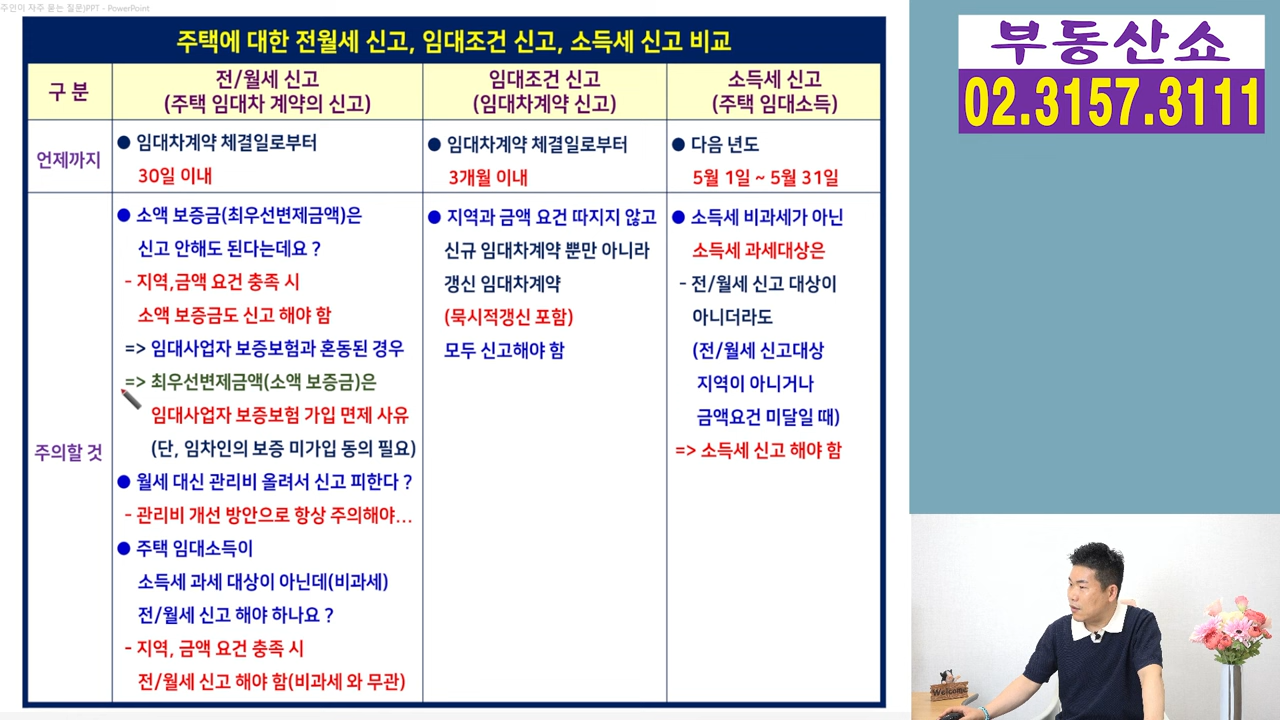 주인이 자주 묻는 질문)PPT - PowerPoint
주택에 대한 전월세 신고, 임대조건 신고, 소득세 신고 비교
구 분
전/월세 신고
(주택 임대차 계약의 신고)
임대조건 신고
(임대차계약 신고)
소득세 신고
(주택 임대소득)
언제까지
● 임대차계약 체결일로부터
30일 이내
● 임대차계약 체결일로부터
3개월 이내
● 다음 년도
5월 1일 ~ 5월 31일
주의할 것
● 소액 보증금(최우선변제금액)은
신고 안해도 된다는데요 ?
- 지역,금액 요건 충족 시
소액 보증금도 신고 해야 함
=> 임대사업자 보증보험과 혼동된 경우
=> 최우선변제금액(소액 보증금)은
임대사업자 보증보험 가입 면제 사유
(단, 임차인의 보증 미가입 동의 필요)
● 월세 대신 관리비 올려서 신고 피한다 ?
- 관리비 개선 방안으로 항상 주의해야...
● 주택 임대소득이
소득세 과세 대상이 아닌데(비과세)
전/월세 신고 해야 하나요 ?
- 지역, 금액 요건 충족 시
전/월세 신고 해야 함(비과세 와 무관)
● 지역과 금액 요건 따지지 않고
신규 임대차계약 뿐만 아니라
갱신 임대차계약
(묵시적갱신 포함)
모두 신고해야 함
● 소득세 비과세가 아닌
소득세 과세대상은
- 전/월세 신고 대상이
아니더라도
(전/월세 신고대상
지역이 아니거나
금액요건 미달일 때)
=> 소득세 신고 해야 함
부동산쇼
02.3157.3111
Welcome